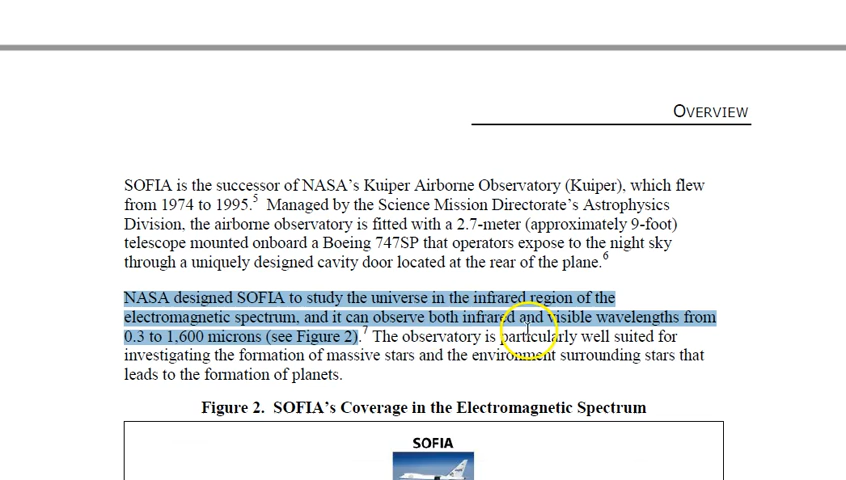 OVERVIEW
SOFIA is the successor of NASA's Kuiper Airborne Observatory (Kuiper), which flew
from 1974 to 1995.5 Managed by the Science Mission Directorate's Astrophysics
Division, the airborne observatory is fitted with a 2.7-meter (approximately 9-foot)
telescope mounted onboard a Boeing 747SP that operators expose to the night sky
through a uniquely designed cavity door located at the rear of the plane.6
NASA designed SOFIA to study the universe in the infrared region of the
electromagnetic spectrum, and it can observe both infrared and visible wavelengths from
0.3 to 1,600 microns (see Figure 2).7 The observatory is particularly well suited for
investigating the formation of massive stars and the environment surrounding stars that
leads to the formation of planets.
Figure 2. SOFIA's Coverage in the Electromagnetic Spectrum
SOFIA